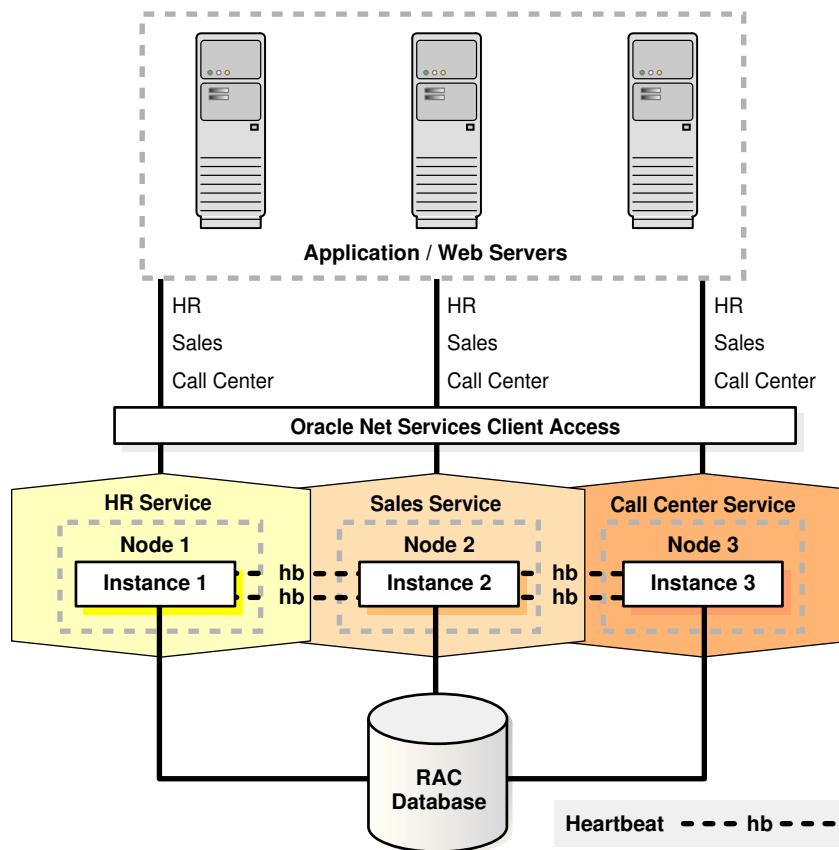 Application / Web Servers
HR
Sales
Call Center
HR
Sales
Call Center
HR
Sales
Call Center
Oracle Net Services Client Access
HR Service
Sales Service
Call Center Service
Node 1
Node 2
Node 3
Instance 1
hb
hb
Instance 2
hb
hb
Instance 3
RAC
Database
Heartbeat
hb